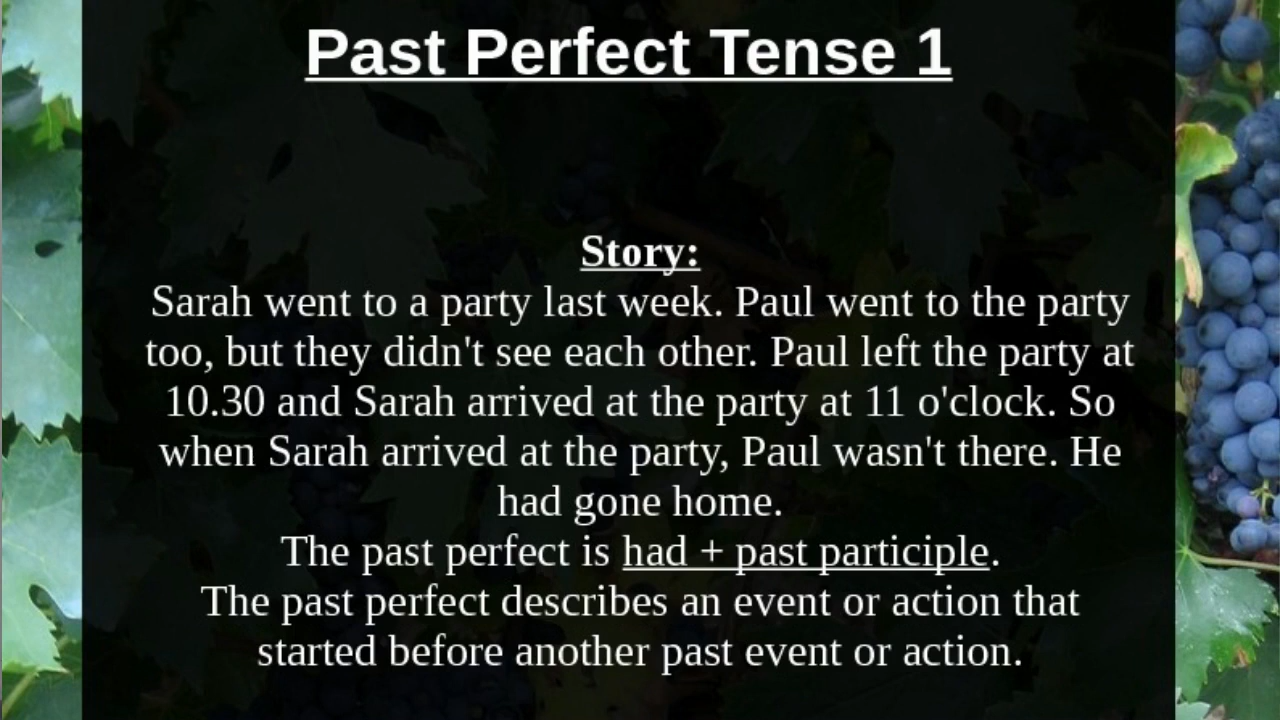 Past Perfect Tense 1
Story:
Sarah went to a party last week. Paul went to the party
too, but they didn't see each other. Paul left the party at
10.30 and Sarah arrived at the party at 11 o'clock. So
when Sarah arrived at the party, Paul wasn't there. He
had gone home.
The past perfect is had + past participle.
The past perfect describes an event or action that
started before another past event or action.